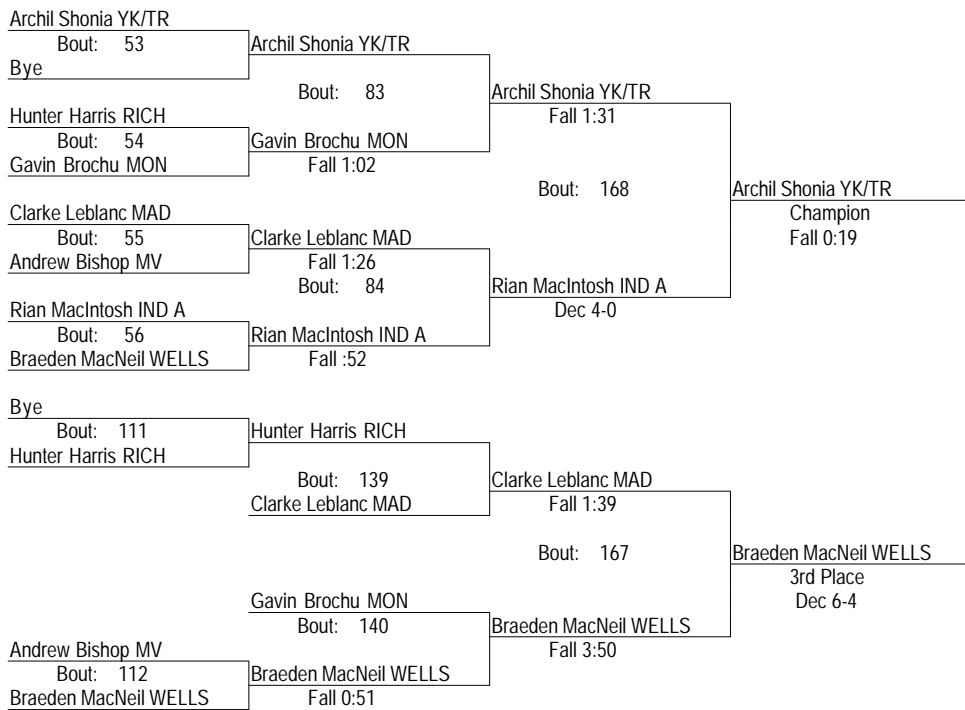 Archil Shonia YK/TR
Bout: 53
Archil Shonia YK/TR
Bye
Bout: 83
Archil Shonia YK/TR
Hunter Harris RICH
Fall 1:31
Bout: 54
Gavin Brochu MON
Gavin Brochu MON
Fall 1:02
Bout: 168
Archil Shonia YK/TR
Clarke Leblanc MAD
Champion
Bout: 55
Clarke Leblanc MAD
Fall 0:19
Andrew Bishop MV
Fall 1:26
Bout: 84
Rian MacIntosh IND A
Rian MacIntosh IND A
Dec 4-0
Bout: 56
Rian MacIntosh IND A
Braeden MacNeil WELLS
Fall :52
Bye
Bout: 111
Hunter Harris RICH
Hunter Harris RICH
Bout: 139
Clarke Leblanc MAD
Clarke Leblanc MAD
Fall 1:39
Bout: 167
Braeden MacNeil WELLS
3rd Place
Gavin Brochu MON
Dec 6-4
Bout: 140
Braeden MacNeil WELLS
Andrew Bishop MV
Fall 3:50
Bout: 112
Braeden MacNeil WELLS
Braeden MacNeil WELLS
Fall 0:51